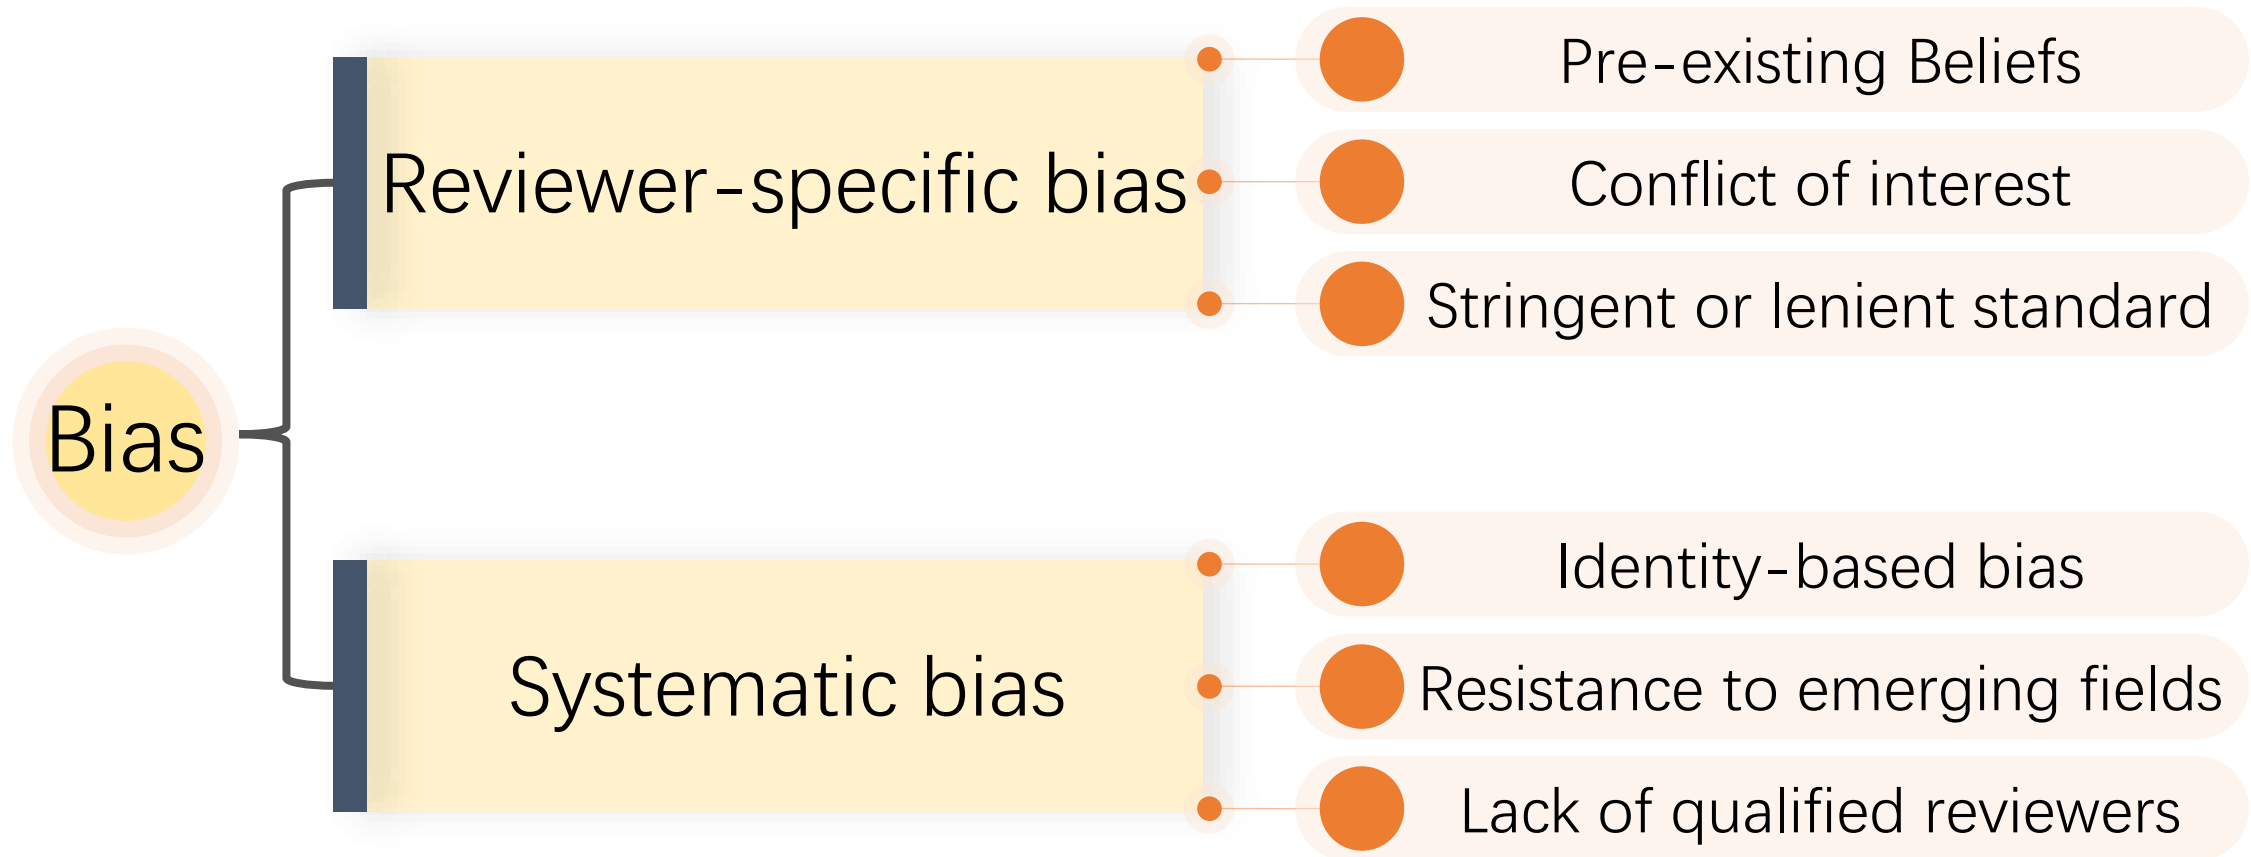 Bias
Reviewer-specific bias
Pre-existing Beliefs
Conflict of interest
Stringent or lenient standard
Systematic bias
Identity-based bias
Resistance to emerging fields
Lack of qualified reviewers